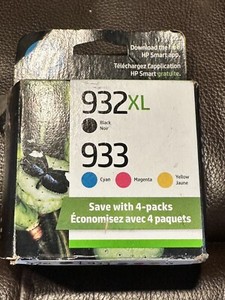 Download the free
HP Smart app.
Téléchargez l'application
HP Smart gratuite.
932XL
Black
Noir
933
Cyan
Magenta
Yellow
Jaune
Save with 4-packs
Économisez avec 4 paquets